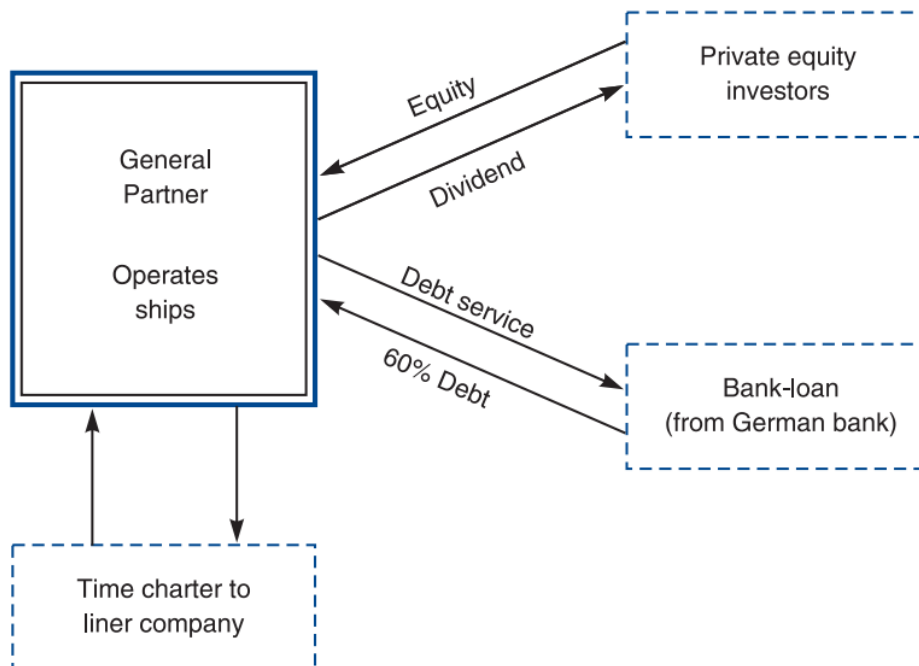 Private equity
investors
Equity
Dividend
General
Partner
Operates
ships
Debt service
60% Debt
Bank-loan
(from German bank)
Time charter to
liner company